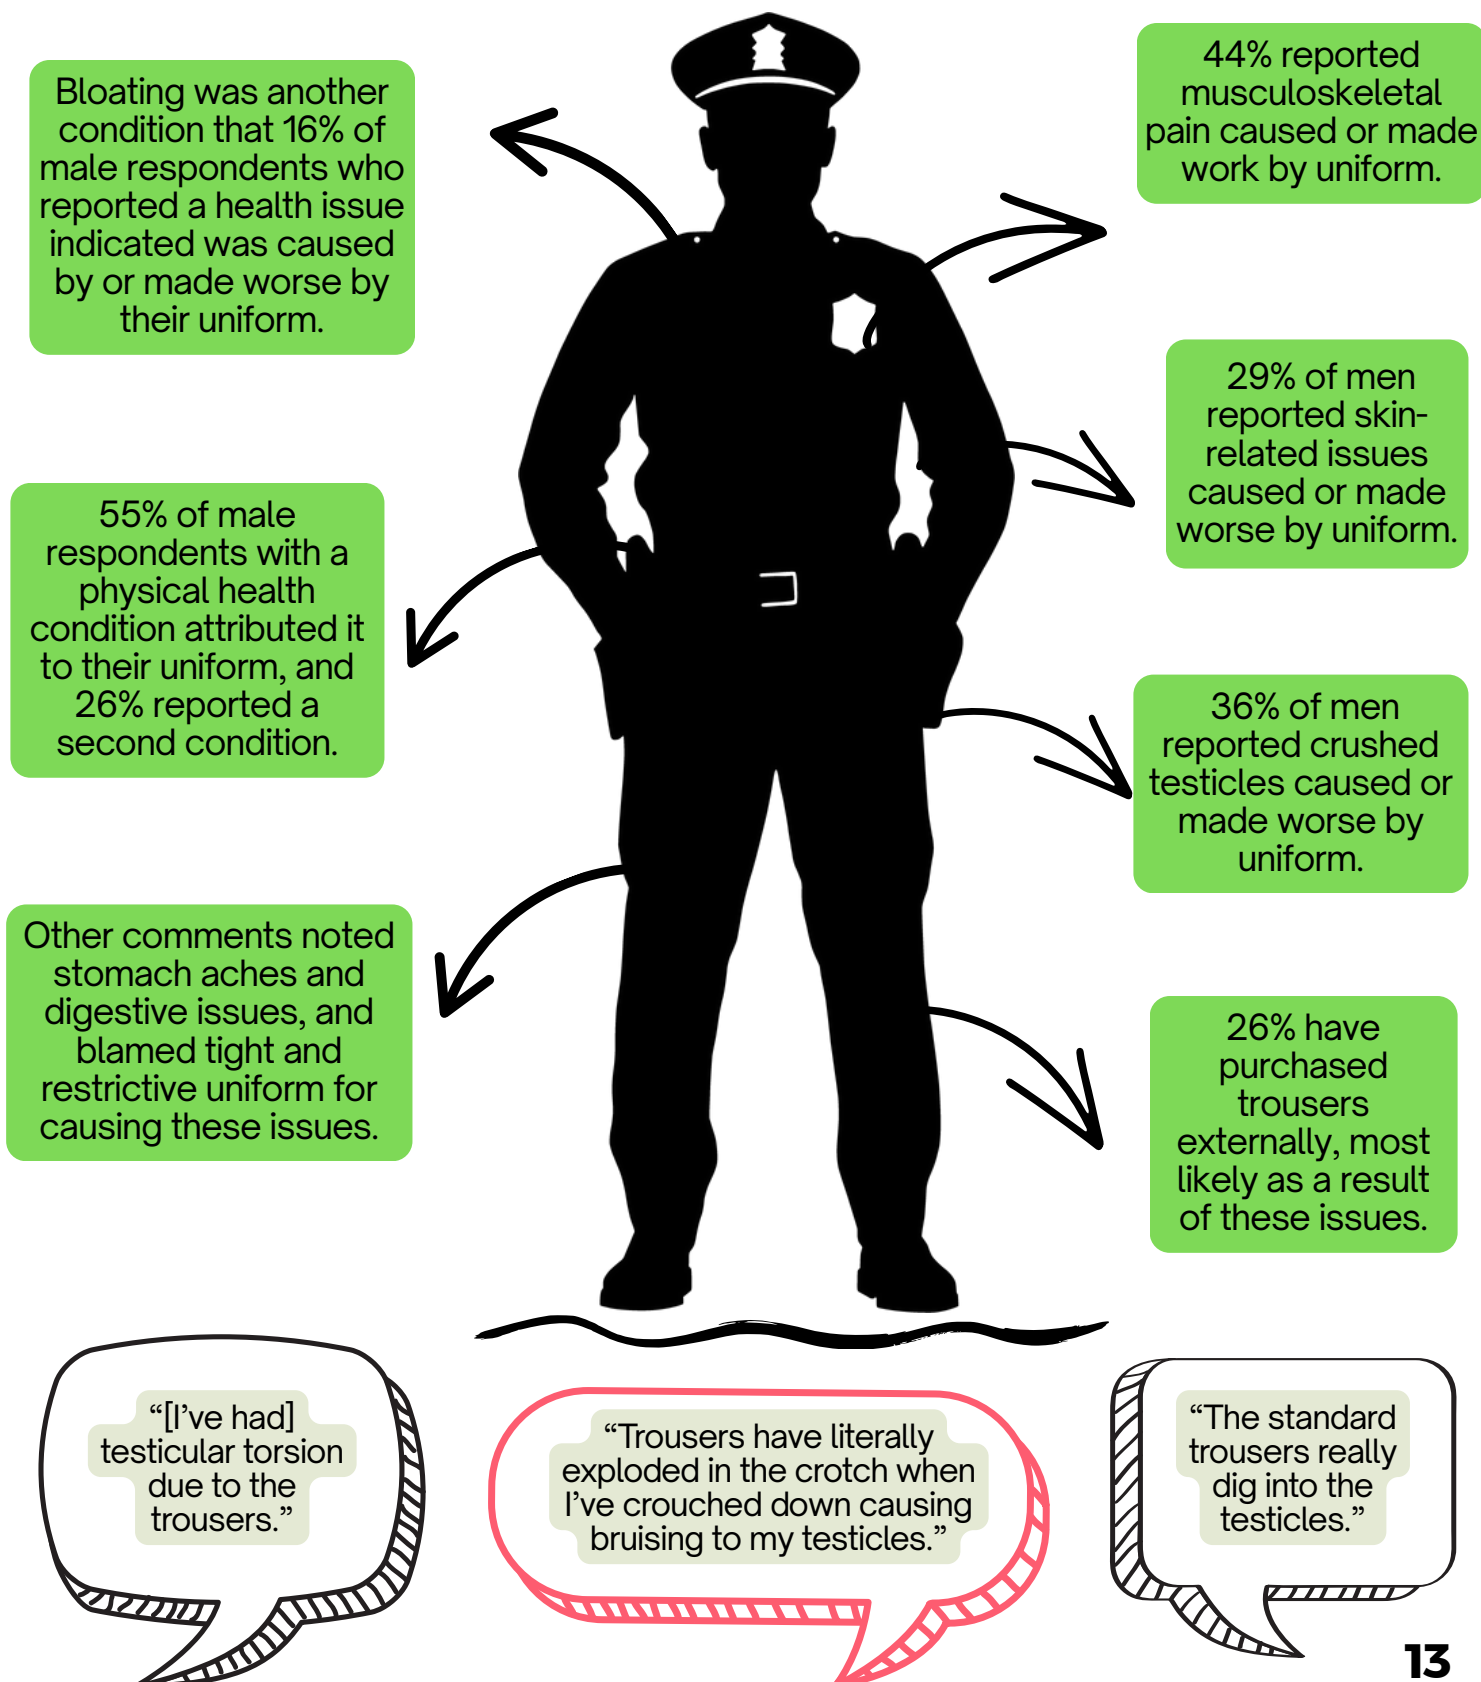 Bloating was another
condition that 16% of
male respondents who
reported a health issue
indicated was caused
by or made worse by
their uniform.
44% reported
musculoskeletal
pain caused or made
work by uniform.
29% of men
reported skin-
related issues
caused or made
worse by uniform.
55% of male
respondents with a
physical health
condition attributed it
to their uniform, and
26% reported a
second condition.
36% of men
reported crushed
testicles caused or
made worse by
uniform.
Other comments noted
stomach aches and
digestive issues, and
blamed tight and
restrictive uniform for
causing these issues.
26% have
purchased
trousers
externally, most
likely as a result
of these issues.
“[I’ve had]
testicular torsion
due to the
trousers.”
“Trousers have literally
exploded in the crotch when
I’ve crouched down causing
bruising to my testicles.”
“The standard
trousers really
dig into the
testicles.”
13